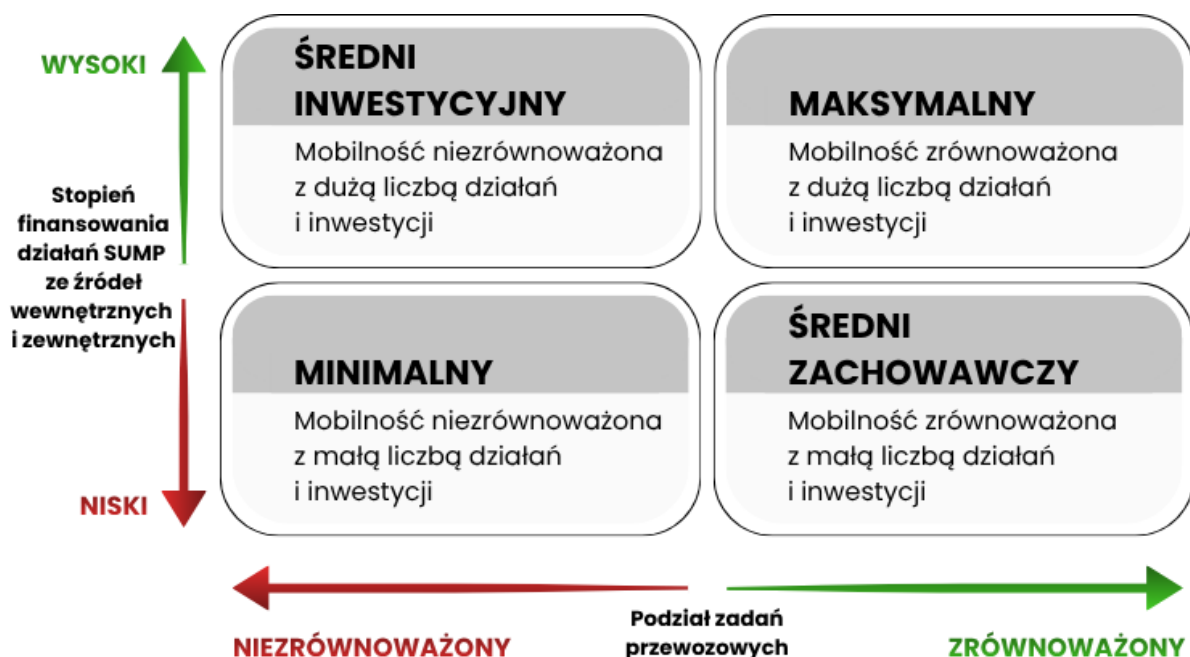 WYSOKI
Stopień
finansowania
działań SUMP
ze źródeł
wewnętrznych
i zewnętrznych
NISKI
ŚREDNI
INWESTYCYJNY
Mobilność niezrównoważona
z dużą liczbą działań
i inwestycji
MAKSYMALNY
Mobilność zrównoważona
z dużą liczbą działań
i inwestycji
MINIMALNY
Mobilność niezrównoważona
z małą liczbą działań
i inwestycji
ŚREDNI
ZACHOWAWCZY
Mobilność zrównoważona
z małą liczbą działań
i inwestycji
NIEZRÓWNOWAŻONY
Podział zadań
przewozowych
ZRÓWNOWAŻONY